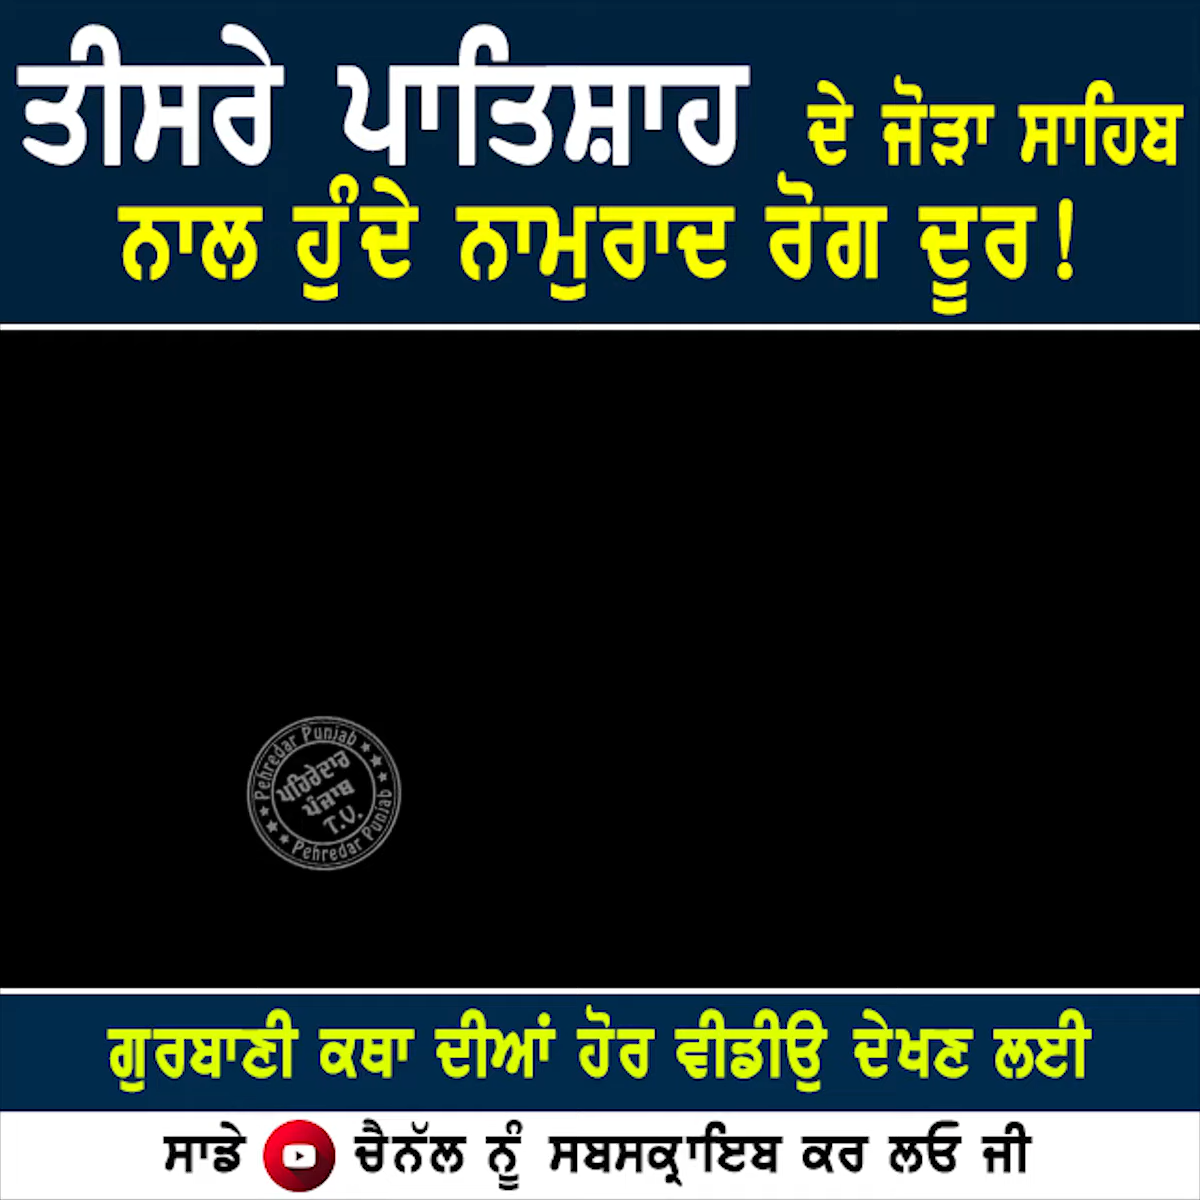 ਤੀਸਰੇ ਪਾਤਿਸ਼ਾਹ ਦੇ ਜੋੜਾ ਸਾਹਿਬ
ਨਾਲ ਹੁੰਦੇ ਨਾਮੁਰਾਦ ਰੋਗ ਦੂਰ!
Pehredar Punjab
ਪਹਿਰੇਦਾਰ
ਪੰਜਾਬ
T.V.
Pehredar Punjab
ਗੁਰਬਾਣੀ ਕਥਾ ਦੀਆਂ ਹੋਰ ਵੀਡੀਉ ਦੇਖਣ ਲਈ
ਸਾਡੇ ਚੈਨੱਲ ਨੂੰ ਸਬਸਕ੍ਰਾਇਬ ਕਰ ਲਓ ਜੀ